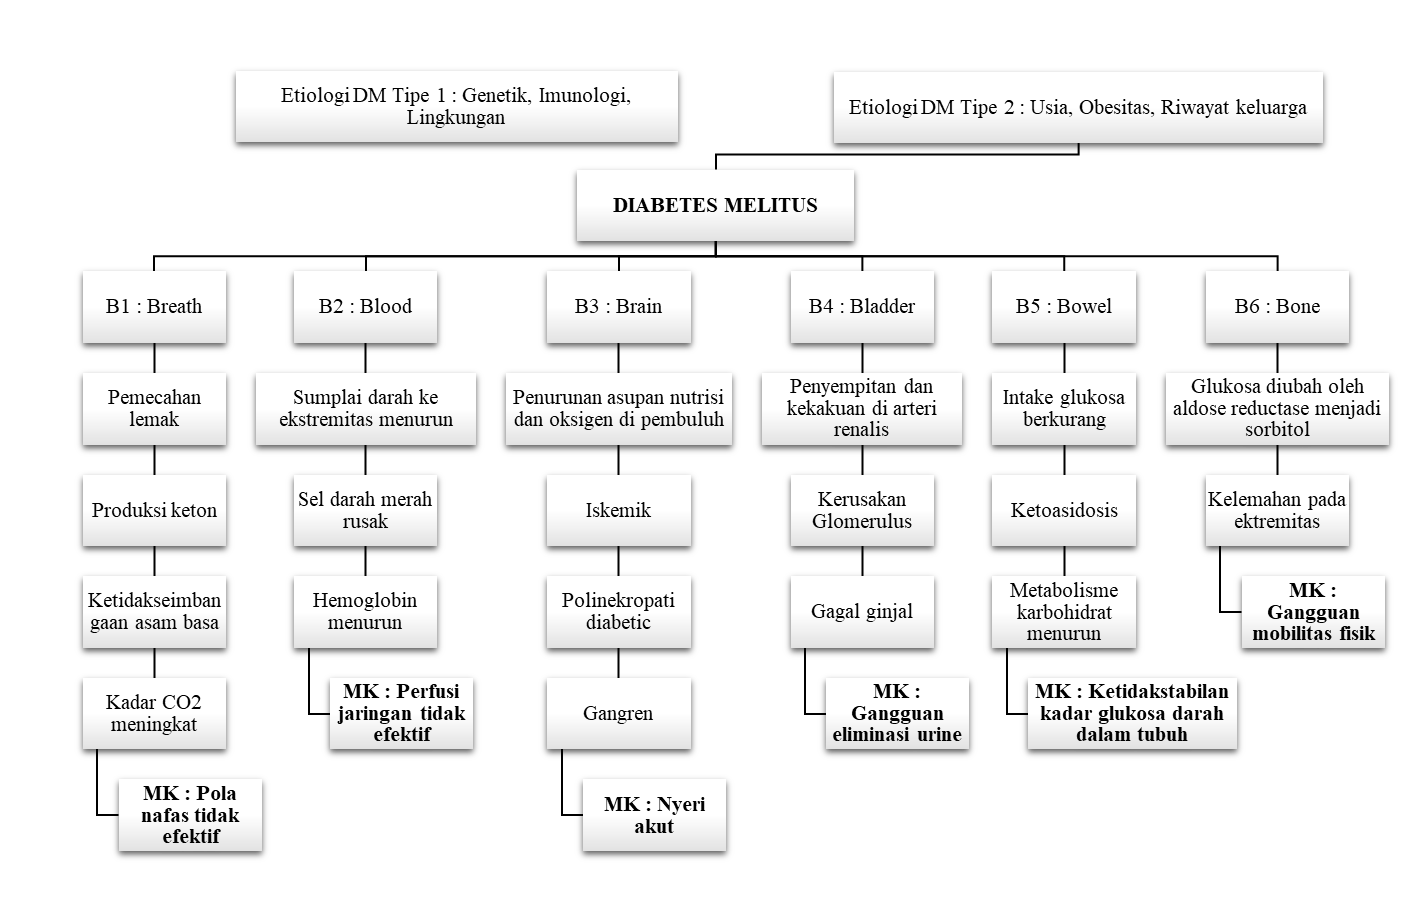 Etiologi DM Tipe 1 : Genetik, Imunologi,
Lingkungan
Etiologi DM Tipe 2 : Usia, Obesitas, Riwayat keluarga
DIABETES MELITUS
B1 : Breath
B2 : Blood
B3 : Brain
B4 : Bladder
B5 : Bowel
B6 : Bone
Pemecahan
lemak
Sumplai darah ke
ekstremitas menurun
Penurunan asupan nutrisi
dan oksigen di pembuluh
Penyempitan dan
kekakuan di arteri
renalis
Intake glukosa
berkurang
Glukosa diubah oleh
aldose reductase menjadi
sorbitol
Produksi keton
Sel darah merah
rusak
Iskemik
Kerusakan
Glomerulus
Ketoasidosis
Kelemahan pada
ektremitas
Ketidakseimban
gaan asam basa
Hemoglobin
menurun
Polinekropati
diabetic
Gagal ginjal
Metabolisme
karbohidrat
menurun
MK :
Gangguan
mobilitas fisik
Kadar CO2
meningkat
MK : Perfusi
jaringan tidak
efektif
Gangren
MK :
Gangguan
eliminasi urine
MK : Ketidakstabilan
kadar glukosa darah
dalam tubuh
MK : Pola
nafas tidak
efektif
MK : Nyeri
akut